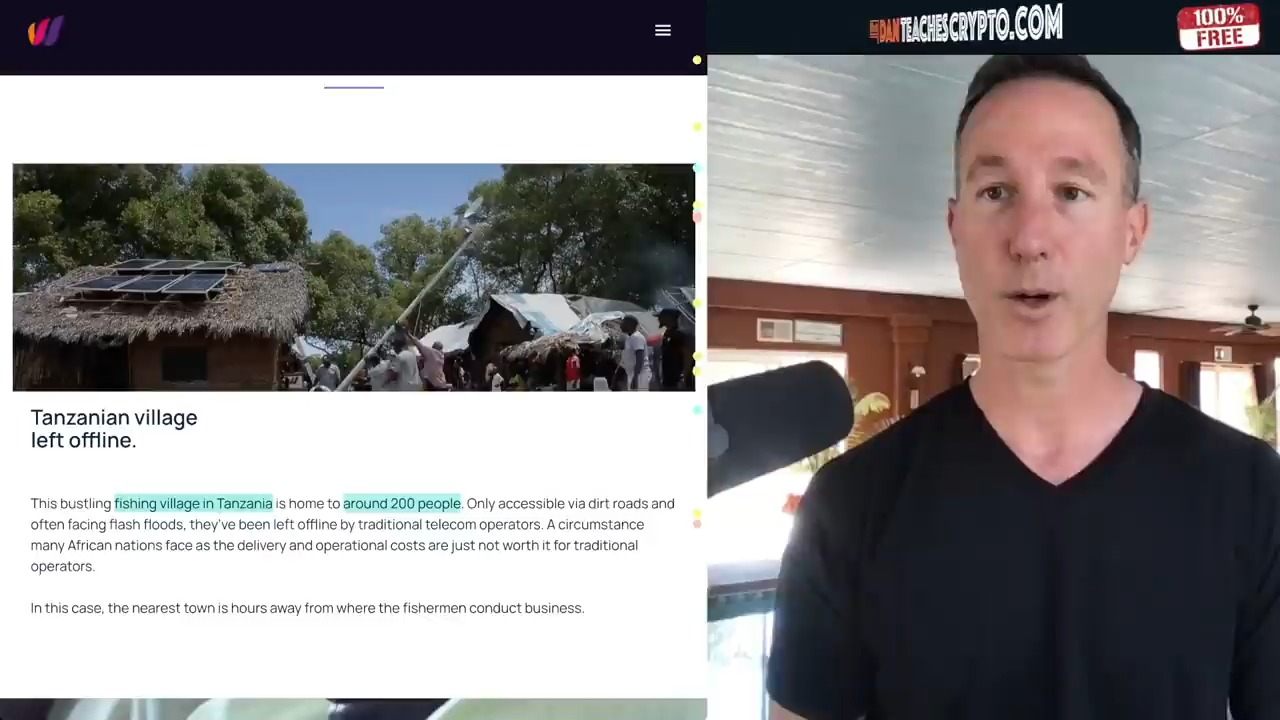 DANTEACHESCRYPTO.COM
100%
FREE
Tanzanian village
left offline.
This bustling fishing village in Tanzania is home to around 200 people. Only accessible via dirt roads and
often facing flash floods, they've been left offline by traditional telecom operators. A circumstance
many African nations face as the delivery and operational costs are just not worth it for traditional
operators.
In this case, the nearest town is hours away from where the fishermen conduct business.